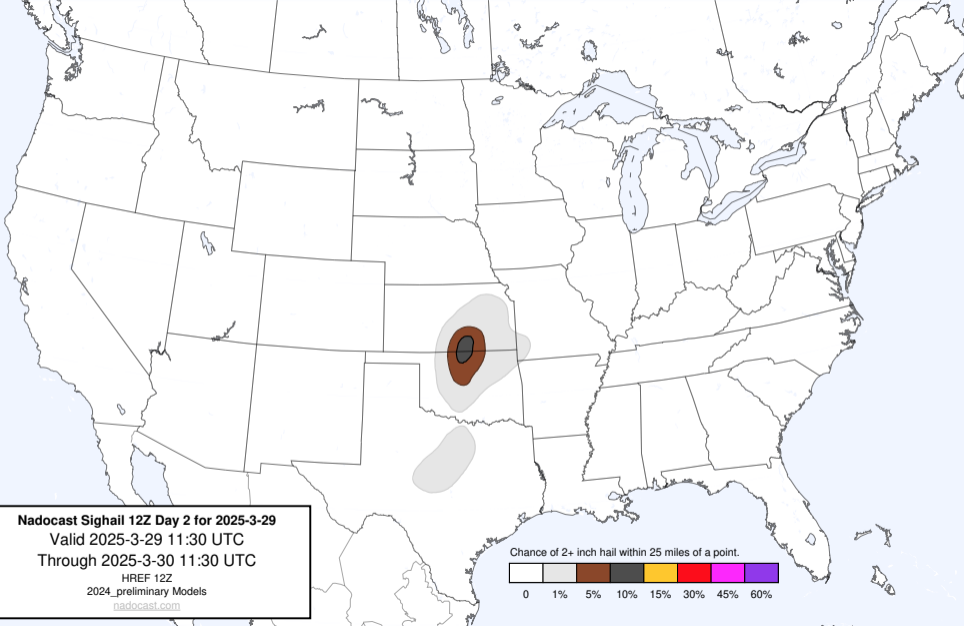 Nadocast Sighail 12Z Day 2 for 2025-3-29
Valid 2025-3-29 11:30 UTC
Through 2025-3-30 11:30 UTC
HREF 12Z
2024_preliminary Models
nadocast.com
Chance of 2+ inch hail within 25 miles of a point.
0 1% 5% 10% 15% 30% 45% 60%